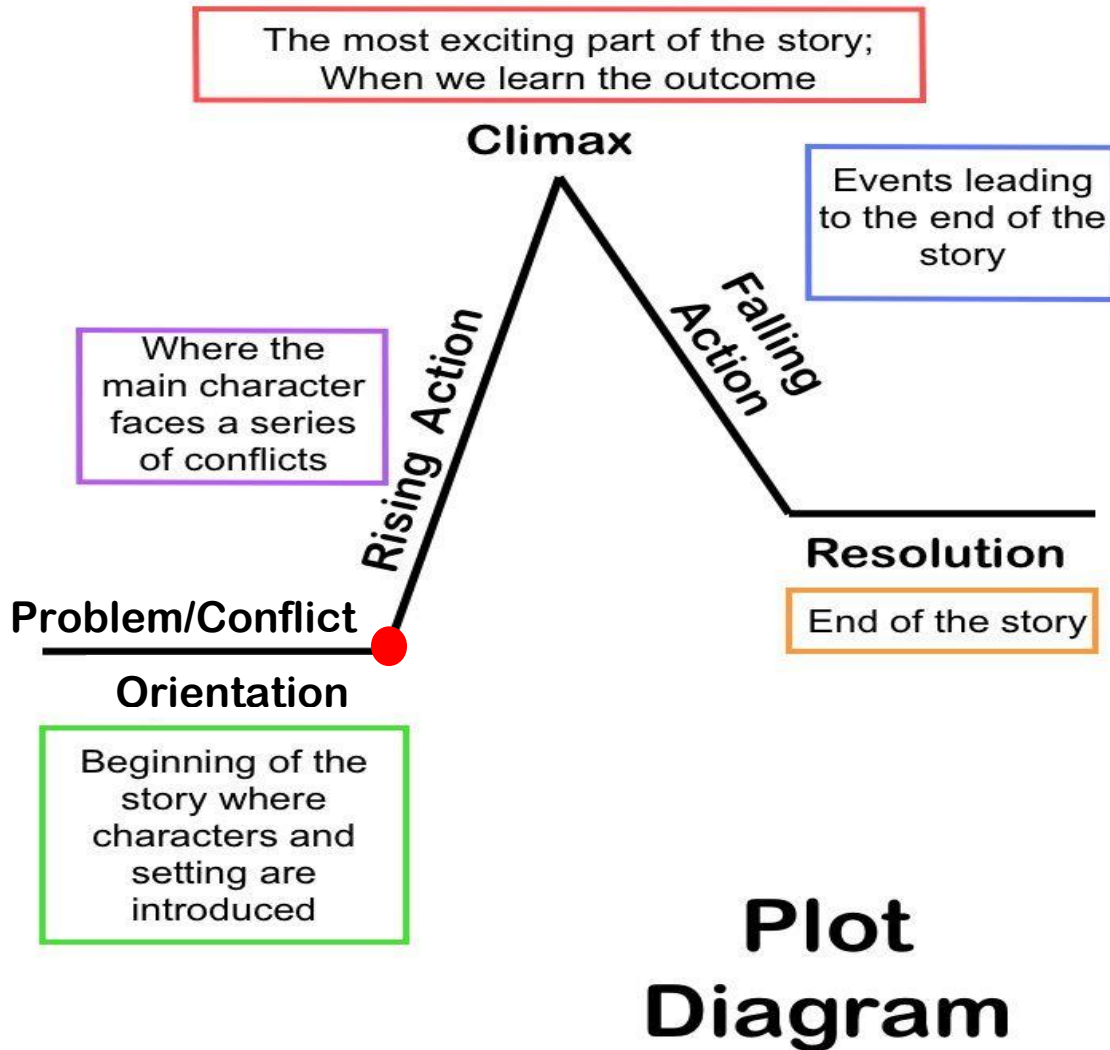 The most exciting part of the story;
When we learn the outcome
Climax
Events leading
to the end of the
story
Falling
Action
Where the
main character
faces a series
of conflicts
Rising Action
Resolution
End of the story
Problem/Conflict
Orientation
Beginning of the
story where
characters and
setting are
introduced
Plot
Diagram